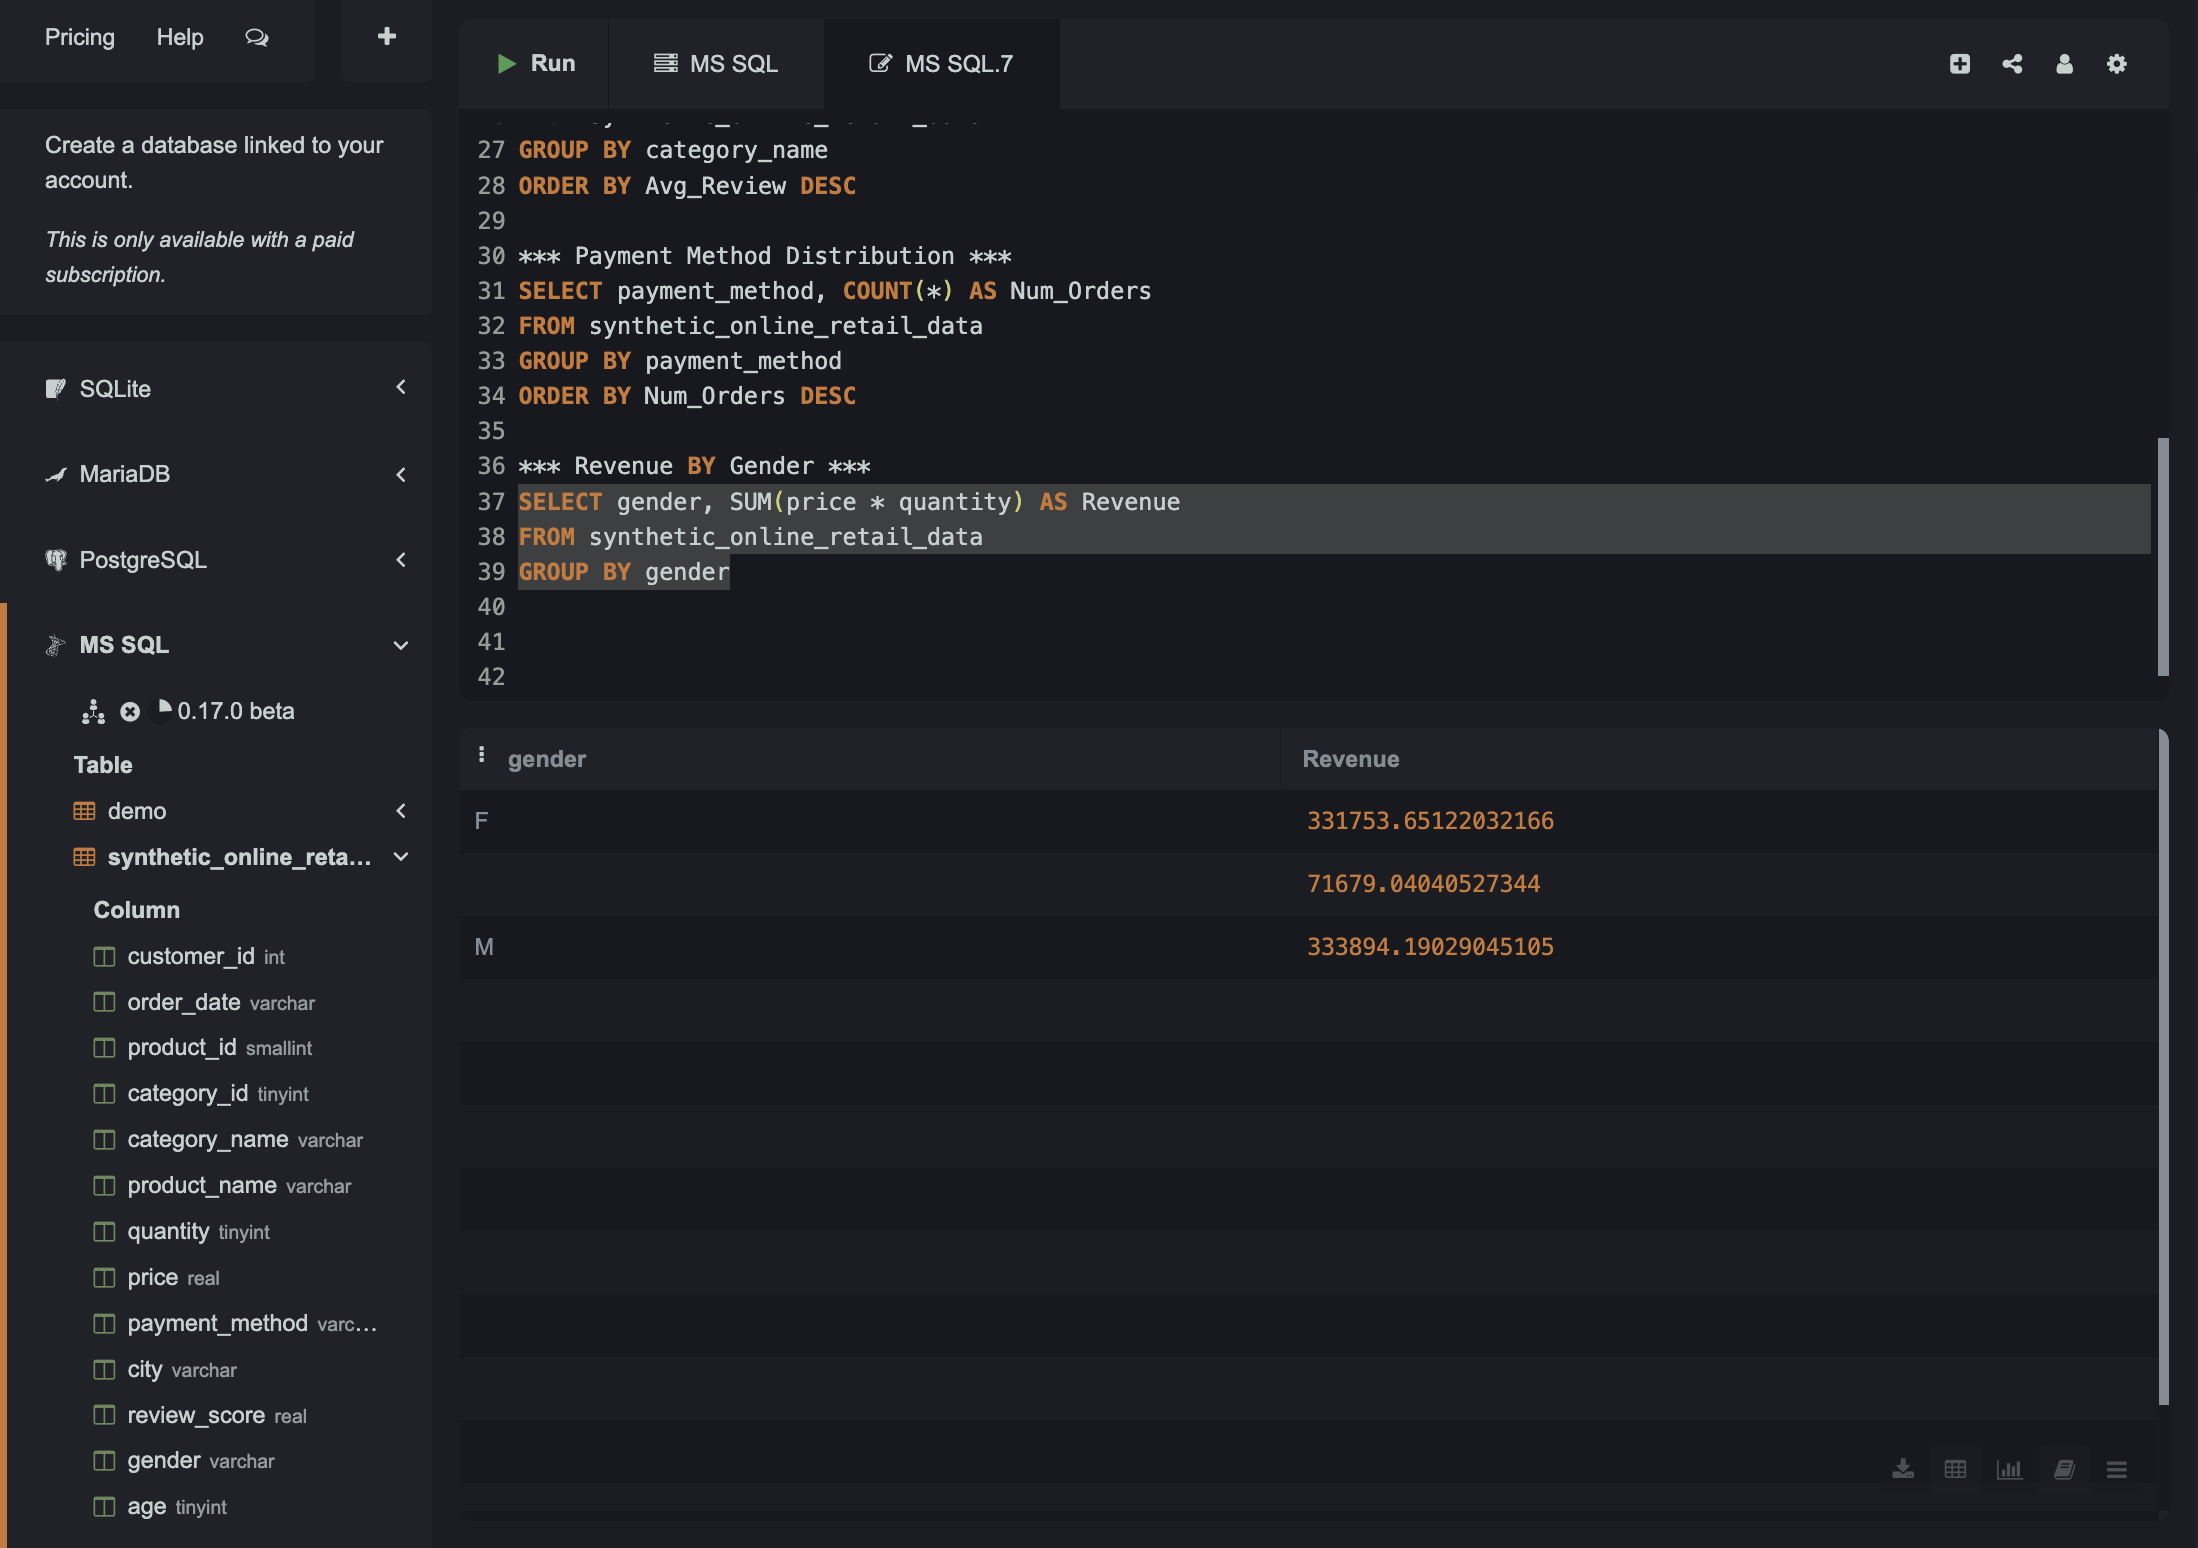 Pricing Help
Run MS SQL MS SQL.7
Create a database linked to your
account.
This is only available with a paid
subscription.
SQLite
MariaDB
PostgreSQL
MS SQL
0.17.0 beta
Table
demo
synthetic_online_reta...
Column
customer_id int
order_date varchar
product_id smallint
category_id tinyint
category_name varchar
product_name varchar
quantity tinyint
price real
payment_method varc...
city varchar
review_score real
gender varchar
age tinyint
27 GROUP BY category_name
28 ORDER BY Avg_Review DESC
29
30 *** Payment Method Distribution ***
31 SELECT payment_method, COUNT(*) AS Num_Orders
32 FROM synthetic_online_retail_data
33 GROUP BY payment_method
34 ORDER BY Num_Orders DESC
35
36 *** Revenue BY Gender ***
37 SELECT gender, SUM(price * quantity) AS Revenue
38 FROM synthetic_online_retail_data
39 GROUP BY gender
40
41
42
gender Revenue
F 331753.65122032166
71679.04040527344
M 333894.19029045105